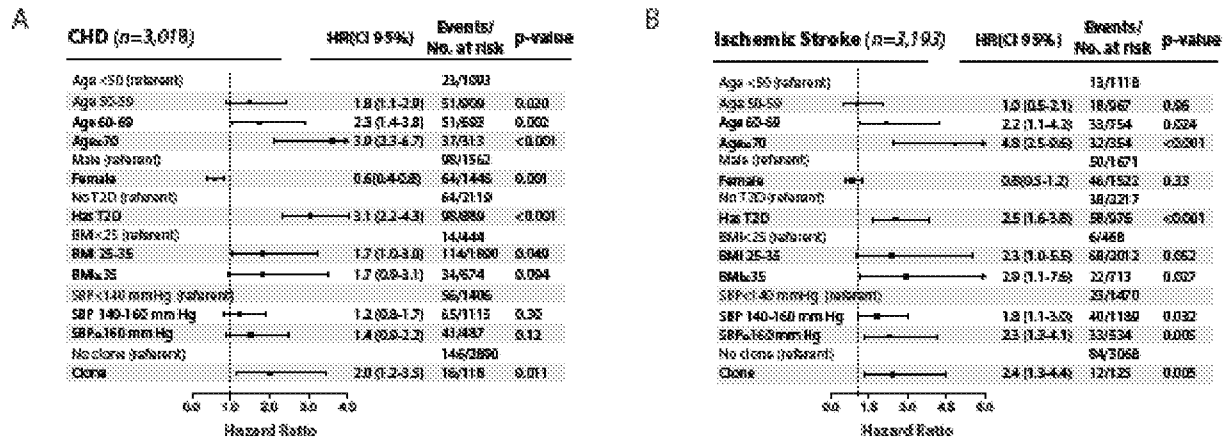 A
CHD (n=3,018) HR(CI 95%) Events/ No. at risk p-value
Age <50 (referent) 23/1093
Age 50-59 1.8 (1.1-2.9) 51/909 0.020
Age 60-69 2.3 (1.4-3.8) 51/693 0.002
Age≥70 37/313 <0.001
Male (referent) 98/1562
Female 0.6(0.4-0.8) 64/1446 0.001
No T2D (referent) 64/2119
Has T2D 3.1 (2.2-4.3) 98/889 <0.001
BMI<25 (referent) 14/444
BMI 25-35 1.7 (1.0-3.0) 114/1890 0.040
BMI≥35 1.7 (0.9-3.1) 34/674 0.094
SBP<140 mmHg (referent) 56/1406
SBP 140-160 mm Hg 1.2 (0.8-1.7) 65/1115 0.30
SBP≥160 mm Hg 1.4 (0.9-2.2) 41/487 0.12
No clone (referent) 146/2890
Clone 2.0 (1.2-3.5) 16/118 0.011
0.0 1.0 2.0 3.0 4.0
Hazard Ratio
B
Ischemic Stroke (n=3,193) HR(CI 95%) Events/ No. at risk p-value
Age <50 (referent) 13/1118
Age 50-59 1.0 (0.5-2.1) 18/967 0.96
Age 60-69 2.2 (1.1-4.2) 33/754 0.024
Age≥70 32/354 <0.001
Male (referent) 50/1671
Female 0.8(0.5-1.2) 46/1522 0.33
No T2D (referent) 38/2217
Has T2D 2.5 (1.6-3.8) 58/976 <0.001
BMI<25 (referent) 6/468
BMI 25-35 2.3 (1.0-5.5) 68/2012 0.052
BMI≥35 2.9 (1.1-7.6) 22/713 0.027
SBP<140 mmHg (referent) 23/1470
SBP 140-160 mm Hg 1.8 (1.1-3.0) 40/1189 0.032
SBP≥160mm Hg 2.3 (1.3-4.1) 33/534 0.005
No clone (referent) 84/3068
Clone 2.4 (1.3-4.4) 12/125 0.005
0.0
Hazard Ratio